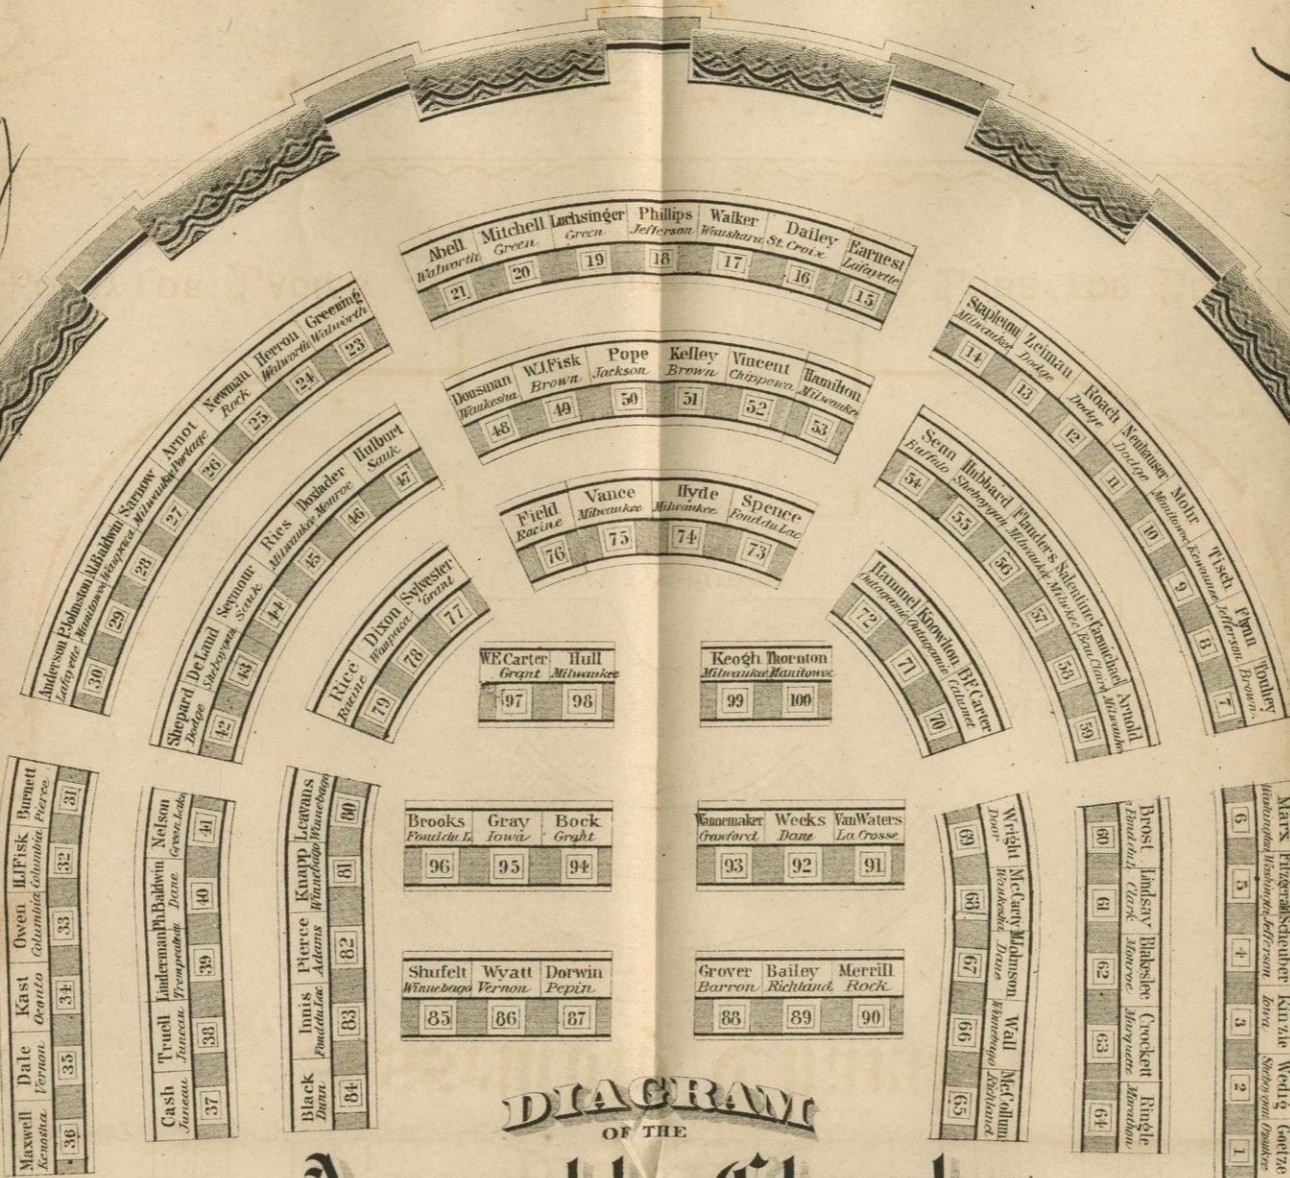 Abell Mitchell Luchsinger Phillips Walker Dailey Earnest
Walworth Green Green Jefferson Waushara St. Croix Lafayette
21 20 19 18 17 16 15
Greening Walworth 23
Herron Walworth 24
Newman Rock 25
Arnot Portage 26
Sarnow Milwaukee 27
A.Baldwin Waupaca 28
P.Johnston Manitowoc 29
Anderson Lafayette 30
Dousman W.J.Fisk Pope Kelley Vincent Hamilton
Waukesha Brown Jackson Brown Chippewa Milwaukee
48 49 50 51 52 53
Stapleton Milwaukee 14
Zeiman Dodge 13
Roach Dodge 12
Neuhauser Dodge 11
Mohr Manitowoc 10
Tisch Kewaunee 9
Flynn Jefferson 8
Touhey Brown 7
Hulburt Sauk 47
Doxtader Monroe 46
Ries Milwaukee 45
Seymour Sauk 44
De Land Sheboygan 43
Shepard Dodge 42
Field Vance Hyde Spence
Racine Milwaukee Milwaukee Fond du Lac
76 75 74 73
Senn Buffalo 54
Hubbard Sheboygan 55
Flanders Milwaukee 56
Salentine Milwkee 57
Carmichael Eau Clare 58
Arnold Milwaukee 59
Sylvester Grant 77
Dixon Waupaca 78
Rice Racine 79
Hammel Outagamie 72
Knowlton Outagamie 71
B.F.Carter Calumet 70
W.E.Carter Hull
Grant Milwaukee
97 98
Keogh Thornton
Milwaukee Manitowoc
99 100
Burnett Pierce 31
H.J.Fisk Columbia 32
Owen Columbia 33
Kast Oconto 34
Dale Vernon 35
Maxwell Kenosha 36
Nelson Green Lake 41
Ph.Baldwin Dane 40
Linderman Trempealeau 39
Truell Juneau 38
Cash Juneau 37
Leavans Winnebago 80
Knapp Winnebago 81
Pierce Adams 82
Innis Fond du Lac 83
Black Dunn 84
Brooks Gray Bock
Fond du L. Iowa Grant
96 95 94
Wannemaker Weeks VanWaters
Crawford Dane La Crosse
93 92 91
Shufelt Wyatt Dorwin
Winnebago Vernon Pepin
85 86 87
Grover Bailey Merrill
Barron Richland Rock
88 89 90
Wright Door 69
McCarty Waukesha 68
M.Johnson Dane 67
Wall Winnebago 66
McCollum Richland 65
Brost Fond du L. 60
Lindsay Clark 61
Blakeslee Monroe 62
Crockett Marquette 63
Ringle Marathon 64
Marx Washington 6
Fitzgerald Washingtn 5
Scheuber Jefferson 4
Kinzie Iowa 3
Wedig Sheboygan 2
Goetze Ozaukee 1
DIAGRAM
OF THE